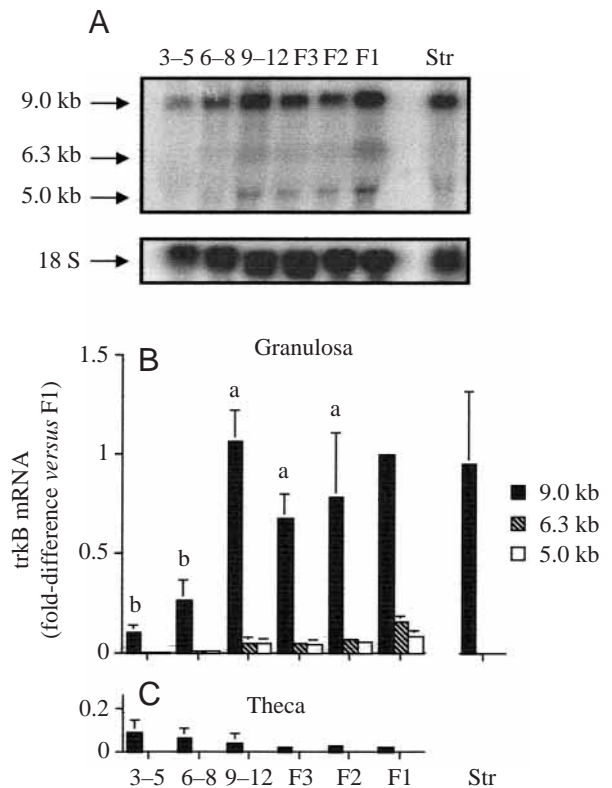 A
3–5 6–8 9–12 F3 F2 F1 Str
9.0 kb
6.3 kb
5.0 kb
18 S
B
Granulosa
trkB mRNA
(fold-difference versus F1)
1.5
1
0.5
0
b
b
a
a
a
9.0 kb
6.3 kb
5.0 kb
C
Theca
0.2
0
3–5 6–8 9–12 F3 F2 F1 Str